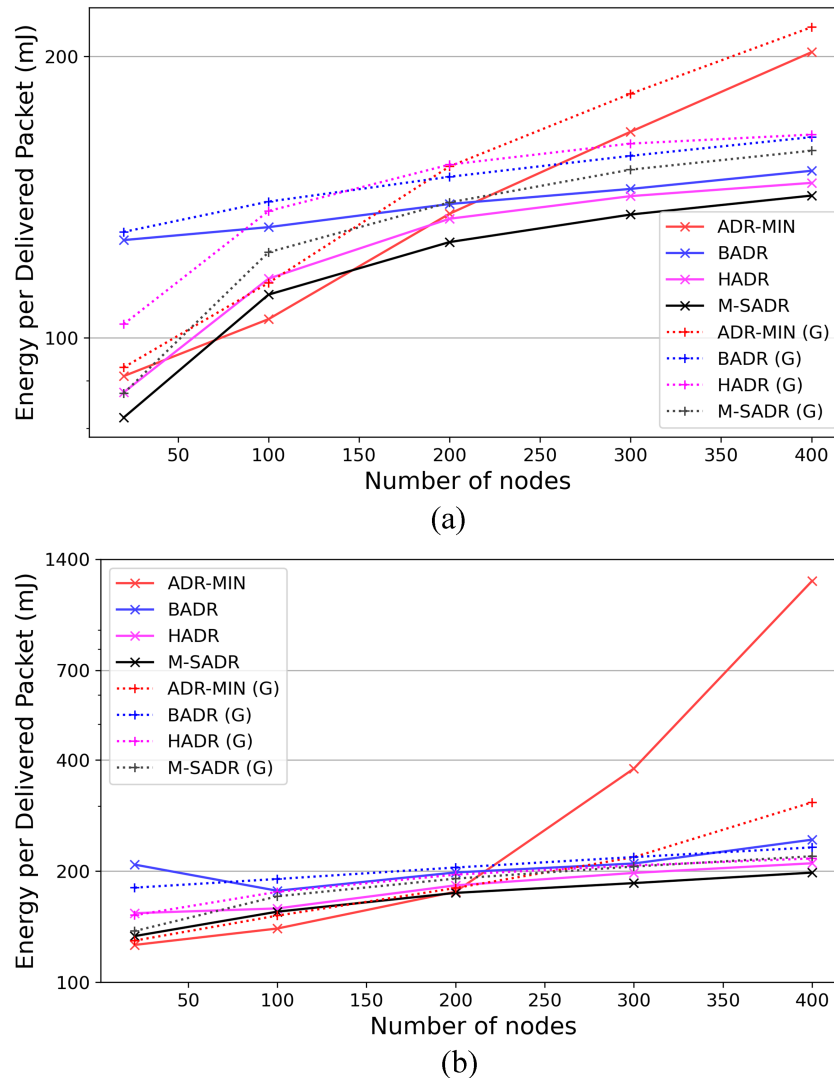 Energy per Delivered Packet (mJ)
200
100
50 100 150 200 250 300 350 400
Number of nodes
ADR-MIN
BADR
HADR
M-SADR
ADR-MIN (G)
BADR (G)
HADR (G)
M-SADR (G)
(a)
Energy per Delivered Packet (mJ)
1400
700
400
200
100
ADR-MIN
BADR
HADR
M-SADR
ADR-MIN (G)
BADR (G)
HADR (G)
M-SADR (G)
50 100 150 200 250 300 350 400
Number of nodes
(b)